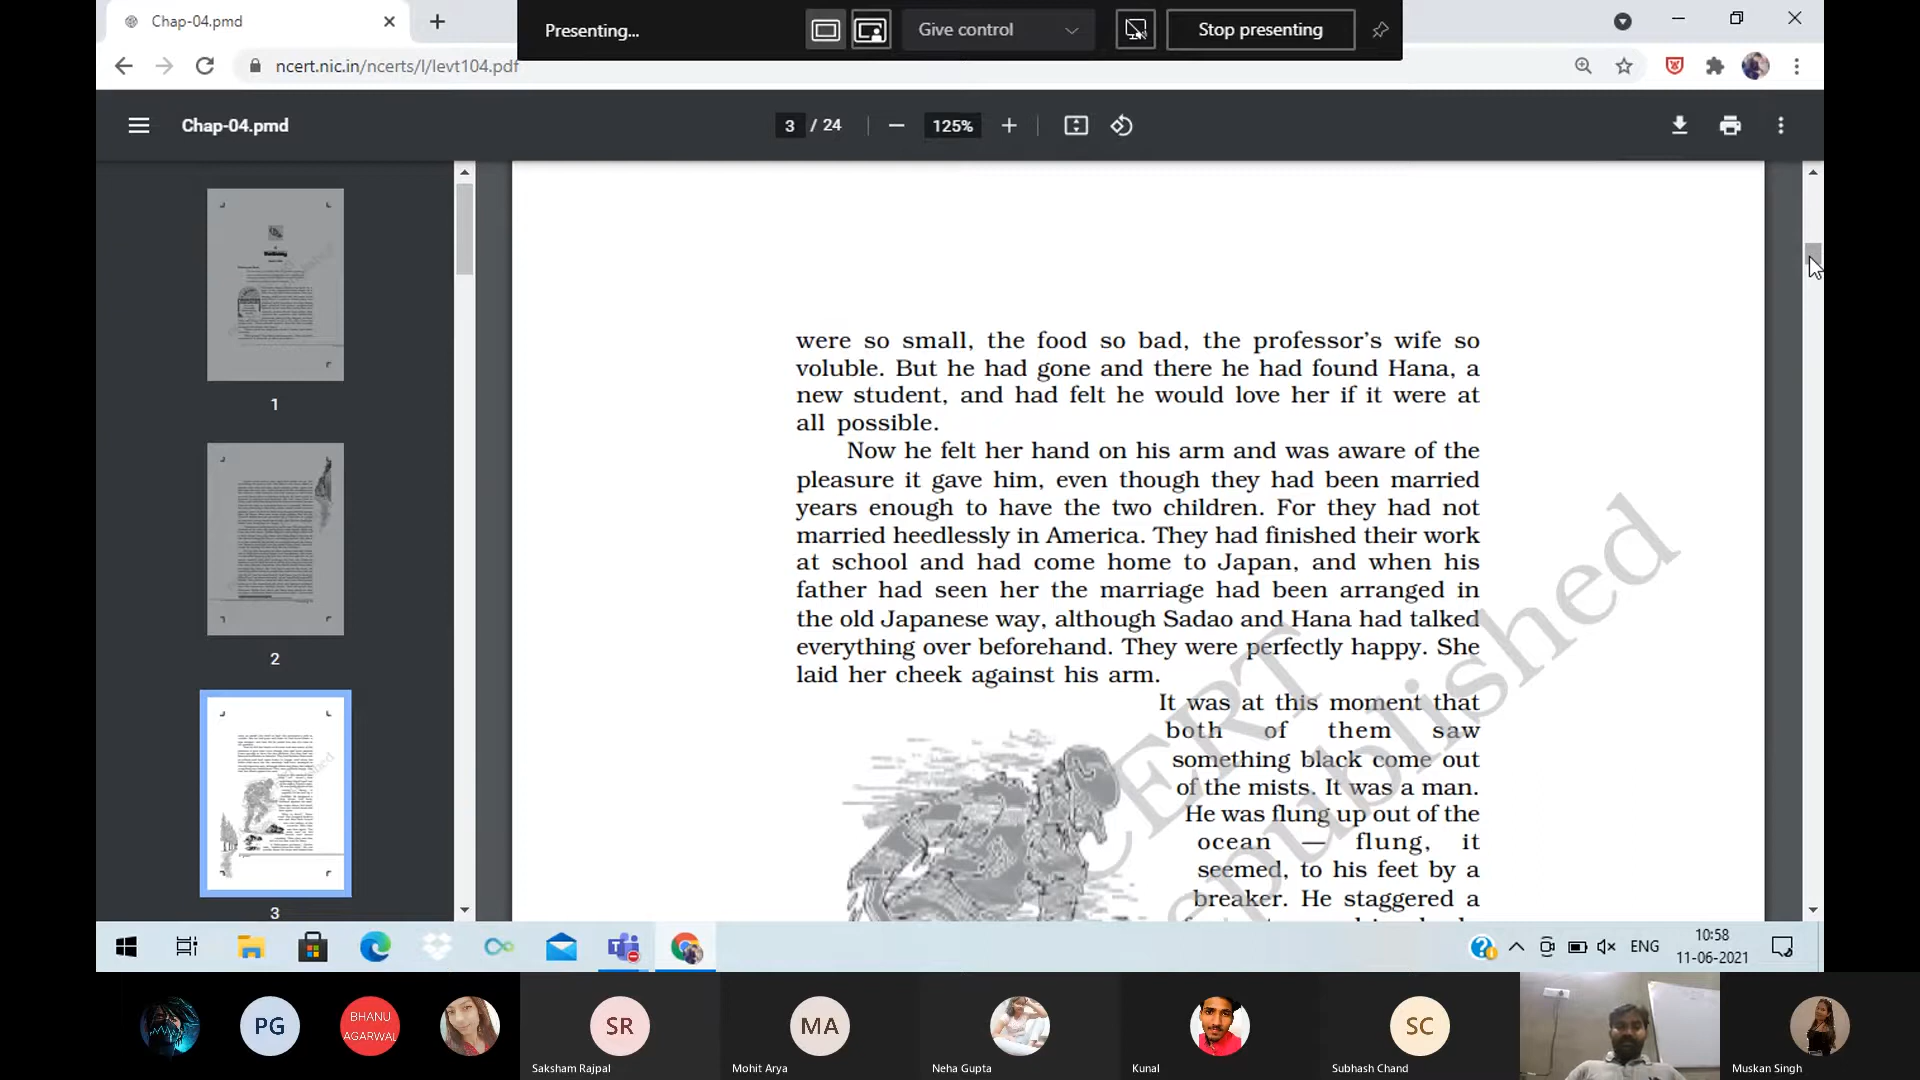 Chap-04.pmd
Presenting...
Give control
Stop presenting
ncert.nic.in/ncerts/l/levt104.pdf
Chap-04.pmd
3 / 24
125%
1
2
3
were so small, the food so bad, the professor's wife so
voluble. But he had gone and there he had found Hana, a
new student, and had felt he would love her if it were at
all possible.
Now he felt her hand on his arm and was aware of the
pleasure it gave him, even though they had been married
years enough to have the two children. For they had not
married heedlessly in America. They had finished their work
at school and had come home to Japan, and when his
father had seen her the marriage had been arranged in
the old Japanese way, although Sadao and Hana had talked
everything over beforehand. They were perfectly happy. She
laid her cheek against his arm.
It was at this moment that
both of them saw
something black come out
of the mists. It was a man.
He was flung up out of the
ocean — flung, it
seemed, to his feet by a
breaker. He staggered a
CERT
epublished
ENG
10:58
11-06-2021
PG
BHANU
AGARWAL
SR
Saksham Rajpal
MA
Mohit Arya
Neha Gupta
Kunal
SC
Subhash Chand
Muskan Singh